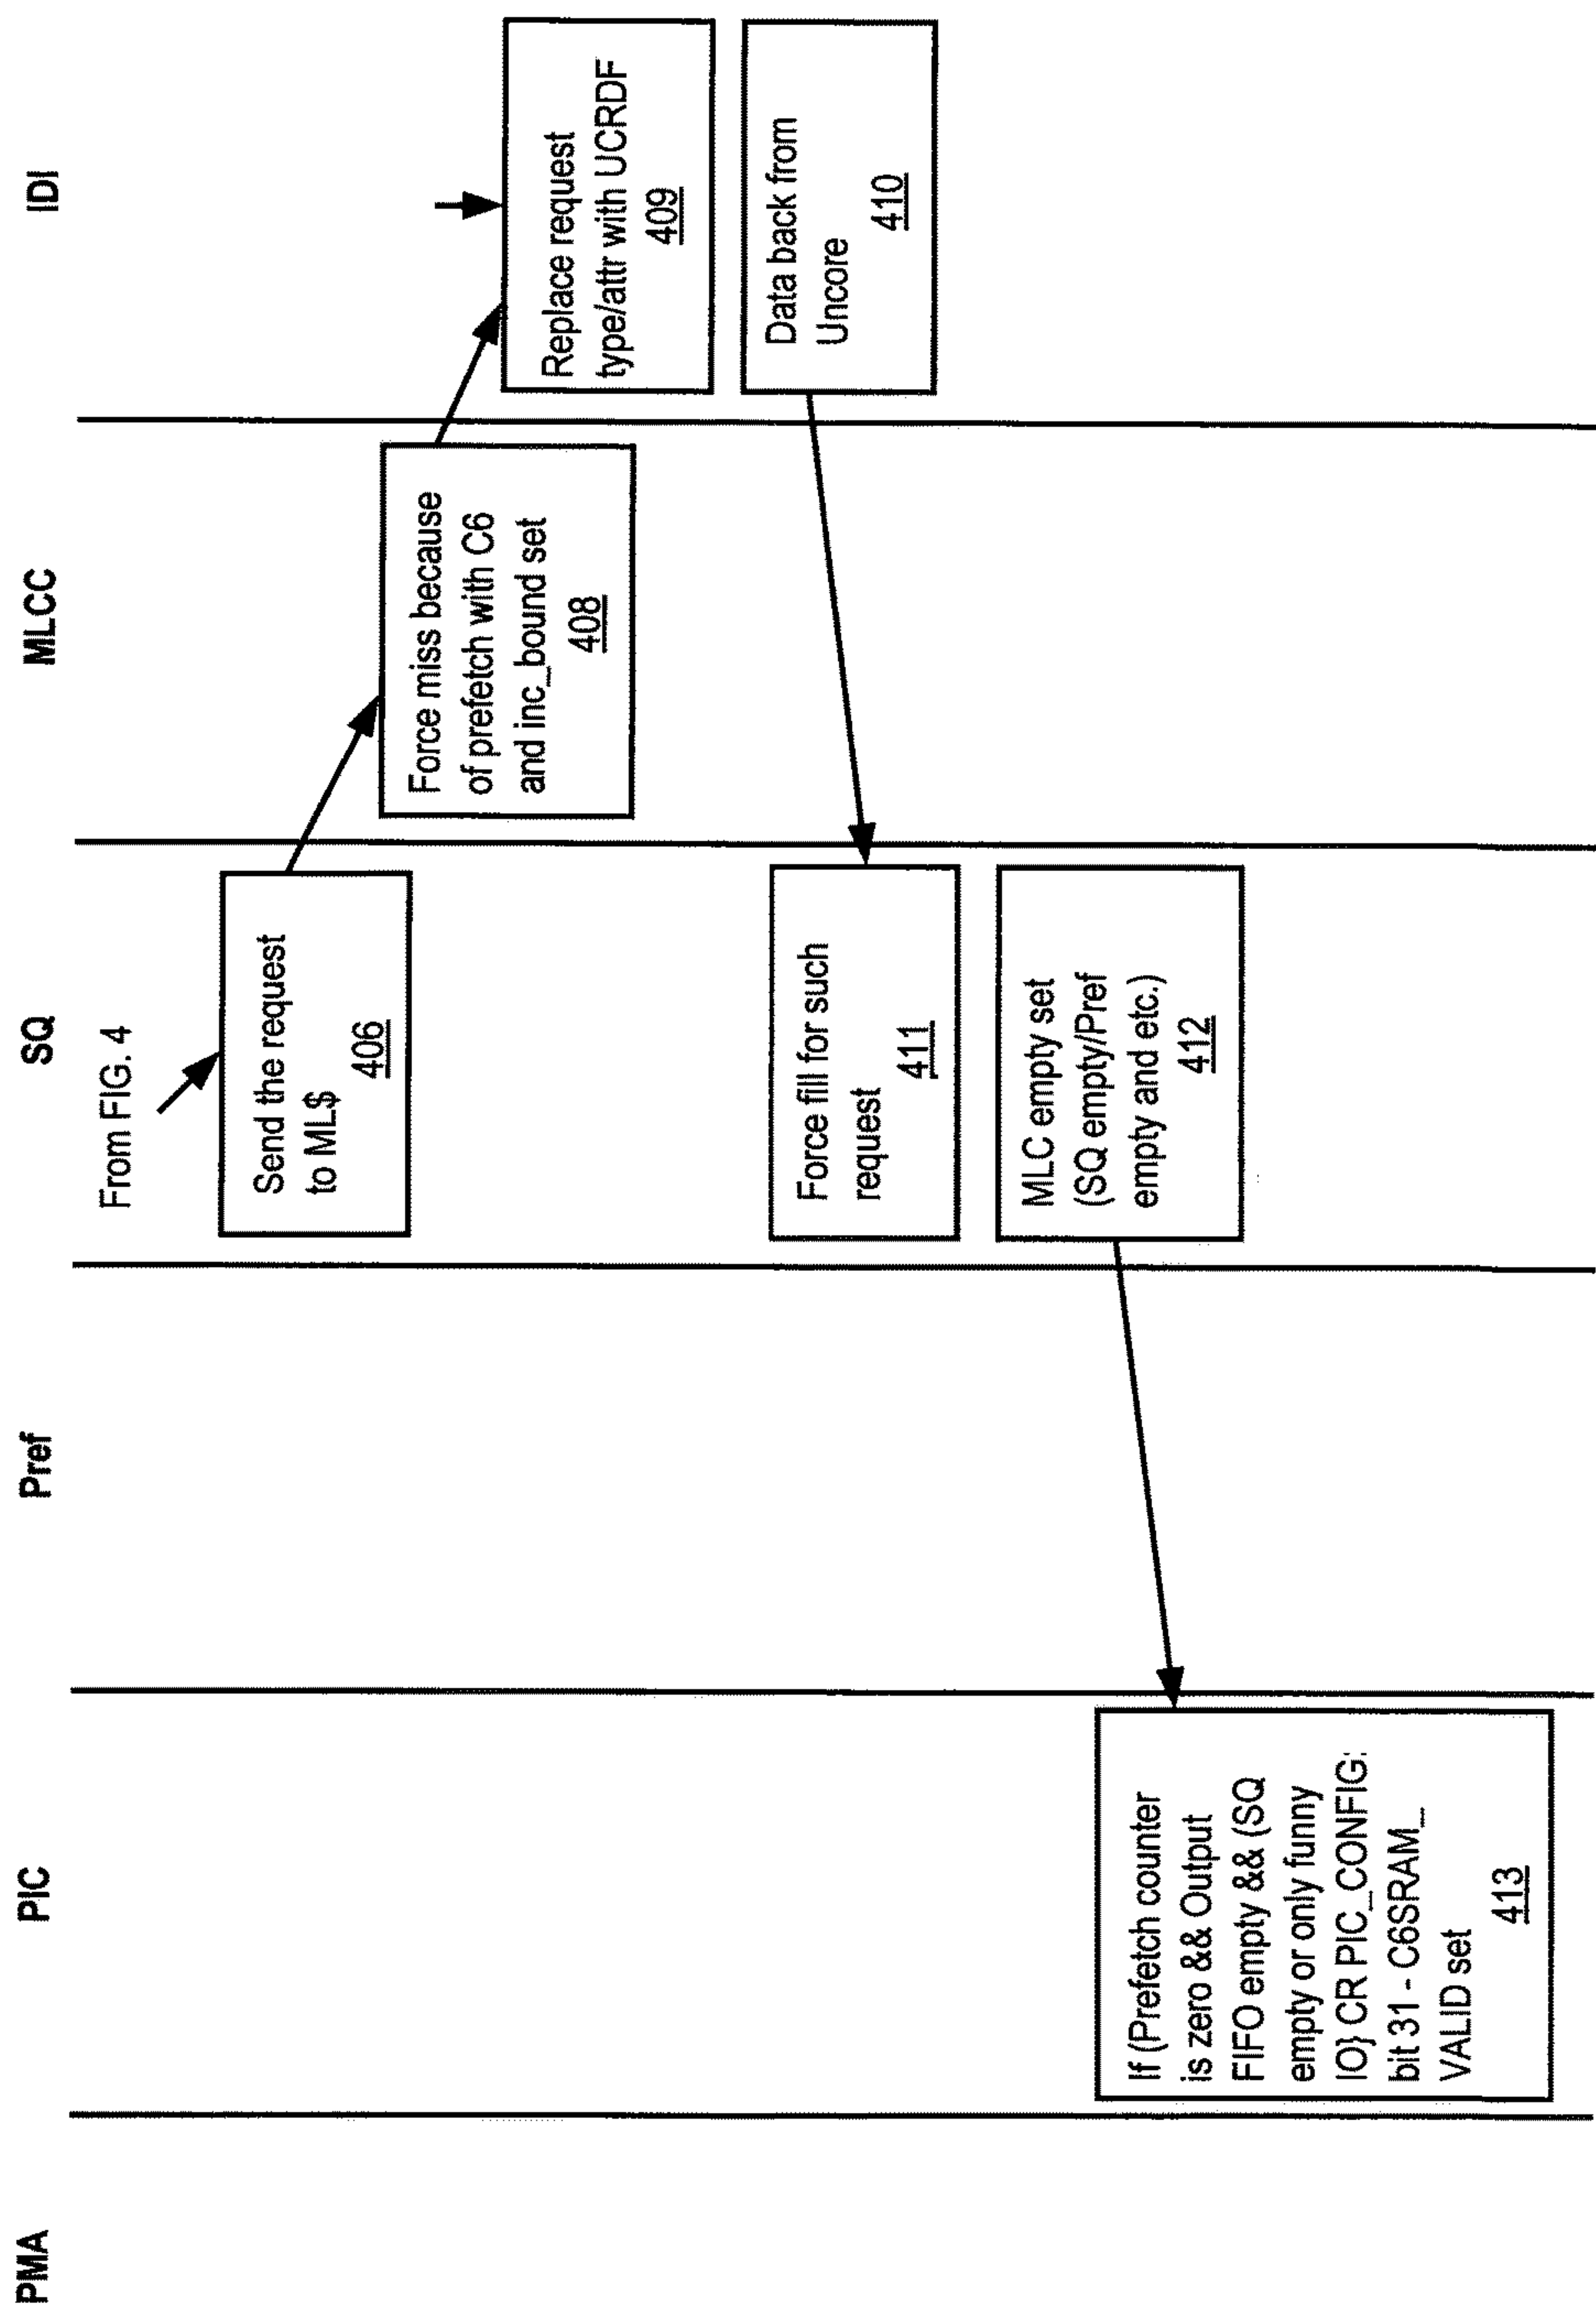 PMA
PIC
Pref
SQ
MLCC
IDI
From FIG. 4
Send the request
to ML$
406
Force miss because
of prefetch with C6
and inc_bound set
408
Replace request
type/attr with UCRDF
409
Data back from
Uncore
410
Force fill for such
request
411
MLC empty set
(SQ empty/Pref
empty and etc.)
412
If (Prefetch counter
is zero && Output
FIFO empty && (SQ
empty or only funny
IO} CR PIC_CONFIG:
bit 31 - C6SRAM_
VALID set
413